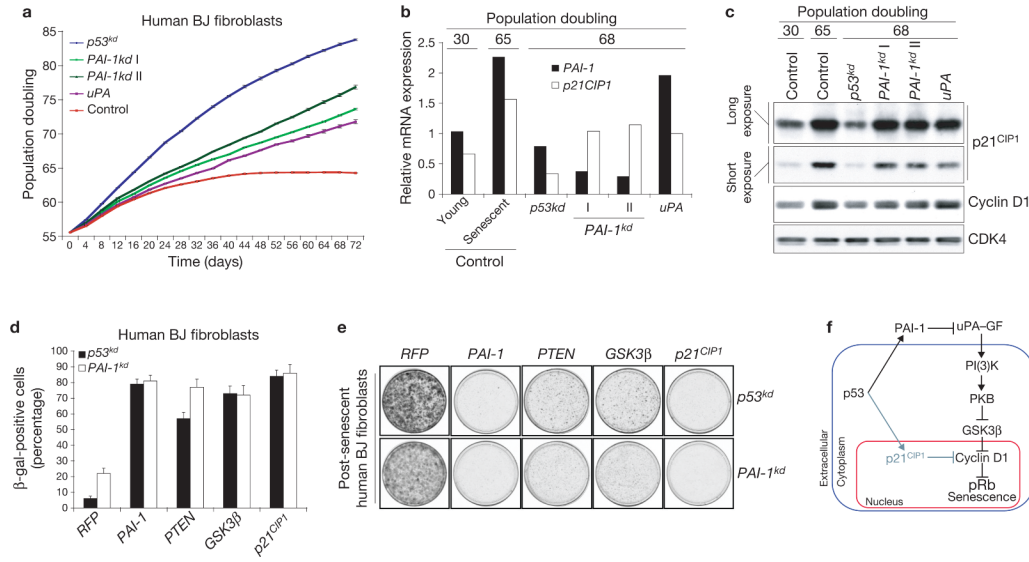 a
Human BJ fibroblasts
Population doubling
85
80
75
70
65
60
55
p53kd
PAI-1kd I
PAI-1kd II
uPA
Control
0 4 8 12 16 20 24 28 32 36 40 44 48 52 56 60 64 68 72
Time (days)
b
Population doubling
30 65 68
Relative mRNA expression
2.5
2
1.5
1
0.5
0
PAI-1
p21CIP1
Young
Senescent
p53kd
I
II
uPA
Control
PAI-1kd
c
Population doubling
30 65 68
Control
Control
p53kd
PAI-1kd I
PAI-1kd II
uPA
Long exposure
Short exposure
p21CIP1
Cyclin D1
CDK4
d
Human BJ fibroblasts
β-gal-positive cells
(percentage)
100
90
80
70
60
50
40
30
20
10
0
p53kd
PAI-1kd
RFP
PAI-1
PTEN
GSK3β
p21CIP1
e
RFP PAI-1 PTEN GSK3β p21CIP1
Post-senescent
human BJ fibroblasts
p53kd
PAI-1kd
f
PAI-1
uPA–GF
PI(3)K
p53
PKB
GSK3β
p21CIP1
Cyclin D1
pRb
Senescence
Nucleus
Extracellular
Cytoplasm